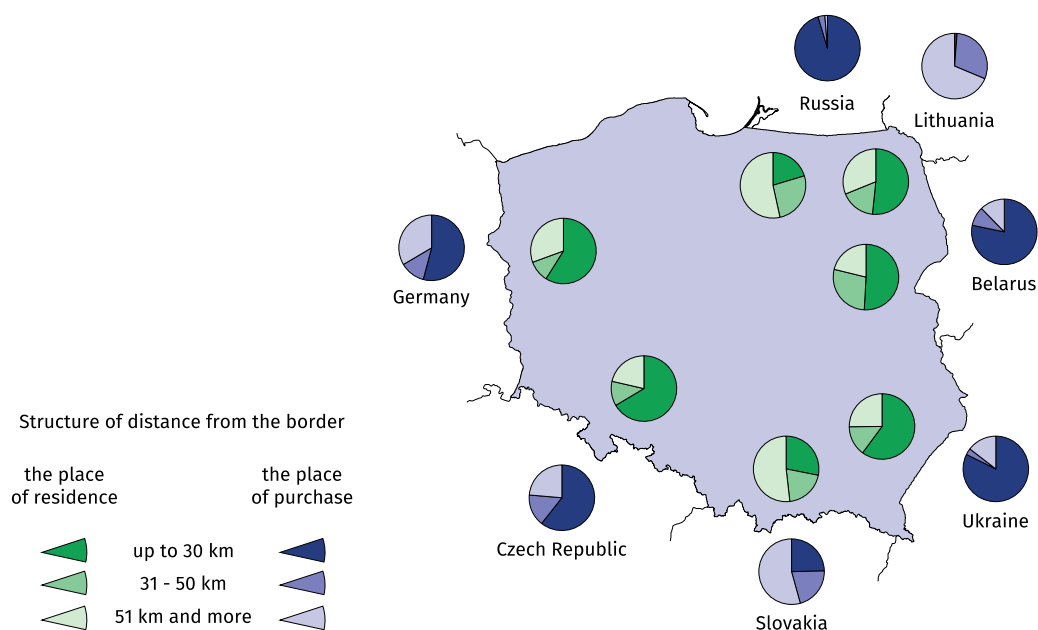 Russia
Lithuania
Belarus
Germany
Structure of distance from the border
the place
of residence
the place
of purchase
up to 30 km
31 - 50 km
51 km and more
Czech Republic
Ukraine
Slovakia